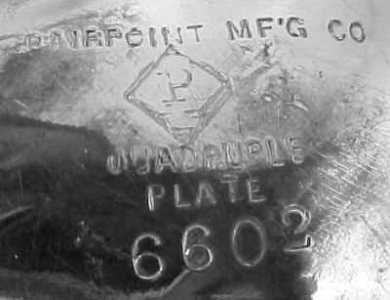 PAIRPOINT MF'G CO
P
QUADRUPLE
PLATE
6602